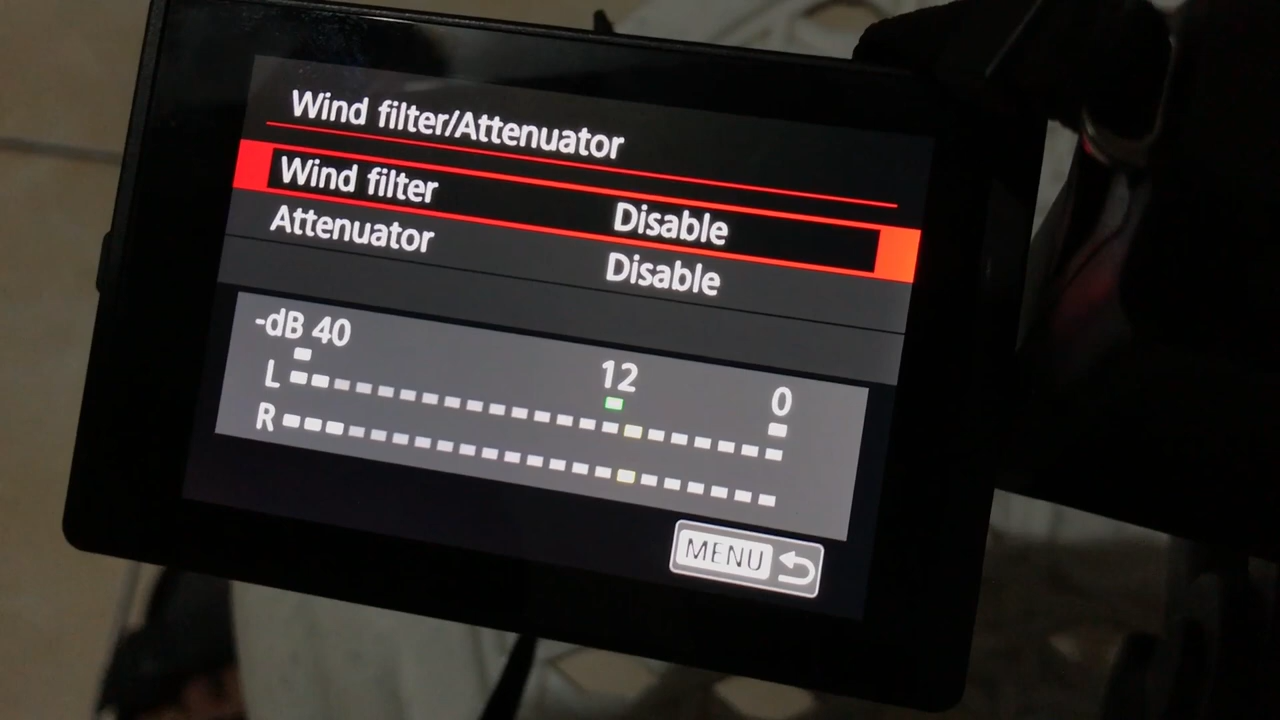 Wind filter/Attenuator
Wind filter Disable
Attenuator Disable
-dB 40 12 0
L
R
MENU